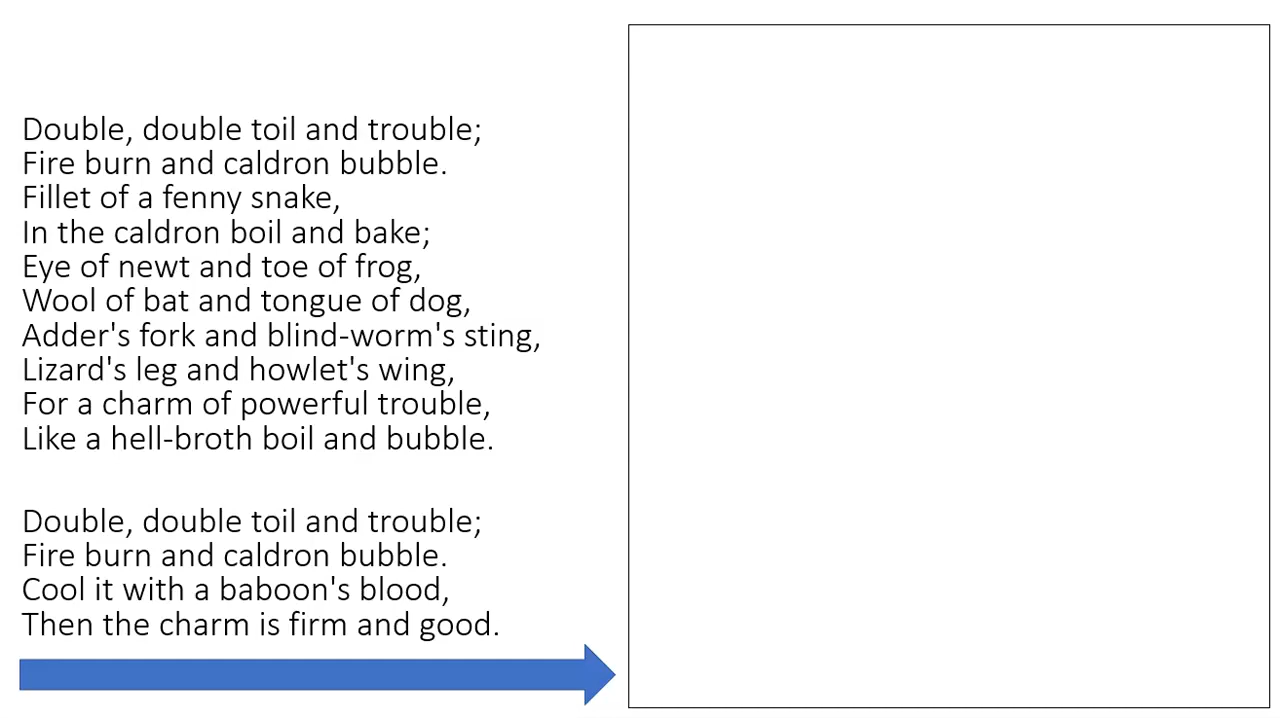 Double, double toil and trouble;
Fire burn and caldron bubble.
Fillet of a fenny snake,
In the caldron boil and bake;
Eye of newt and toe of frog,
Wool of bat and tongue of dog,
Adder's fork and blind-worm's sting,
Lizard's leg and howlet's wing,
For a charm of powerful trouble,
Like a hell-broth boil and bubble.
Double, double toil and trouble;
Fire burn and caldron bubble.
Cool it with a baboon's blood,
Then the charm is firm and good.